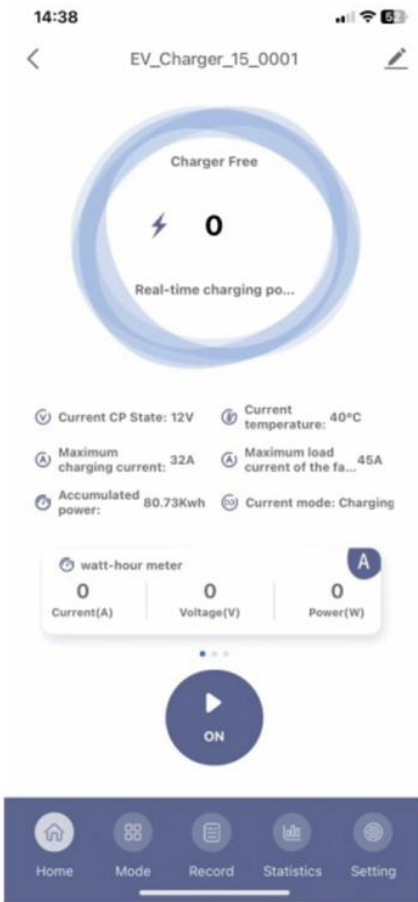 14:38
52
EV_Charger_15_0001
Charger Free
0
Real-time charging po...
Current CP State: 12V
Current
temperature: 40°C
Maximum
charging current: 32A
Maximum load
current of the fa... 45A
Accumulated
power: 80.73Kwh
Current mode: Charging
watt-hour meter
A
0 0 0
Current(A) Voltage(V) Power(W)
ON
Home Mode Record Statistics Setting